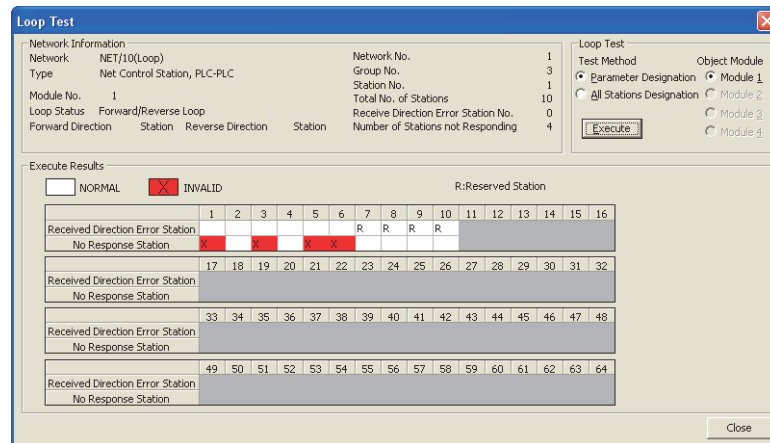 Loop Test
Network Information
Network NET/10(Loop)
Type Net Control Station, PLC-PLC
Module No. 1
Loop Status Forward/Reverse Loop
Forward Direction Station Reverse Direction Station
Network No. 1
Group No. 3
Station No. 1
Total No. of Stations 10
Receive Direction Error Station No. 0
Number of Stations not Responding 4
Loop Test
Test Method Object Module
Parameter Designation Module 1
All Stations Designation Module 2
Module 3
Execute
Module 4
Execute Results
NORMAL X INVALID R:Reserved Station
1 2 3 4 5 6 7 8 9 10 11 12 13 14 15 16
Received Direction Error Station R R R R
No Response Station X X X X
17 18 19 20 21 22 23 24 25 26 27 28 29 30 31 32
Received Direction Error Station
No Response Station
33 34 35 36 37 38 39 40 41 42 43 44 45 46 47 48
Received Direction Error Station
No Response Station
49 50 51 52 53 54 55 56 57 58 59 60 61 62 63 64
Received Direction Error Station
No Response Station
Close